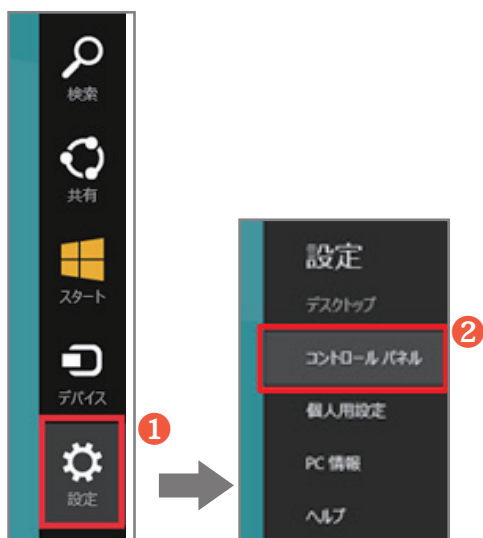 検索
共有
スタート
デバイス
設定
1
設定
デスクトップ
コントロール パネル
2
個人用設定
PC 情報
ヘルプ